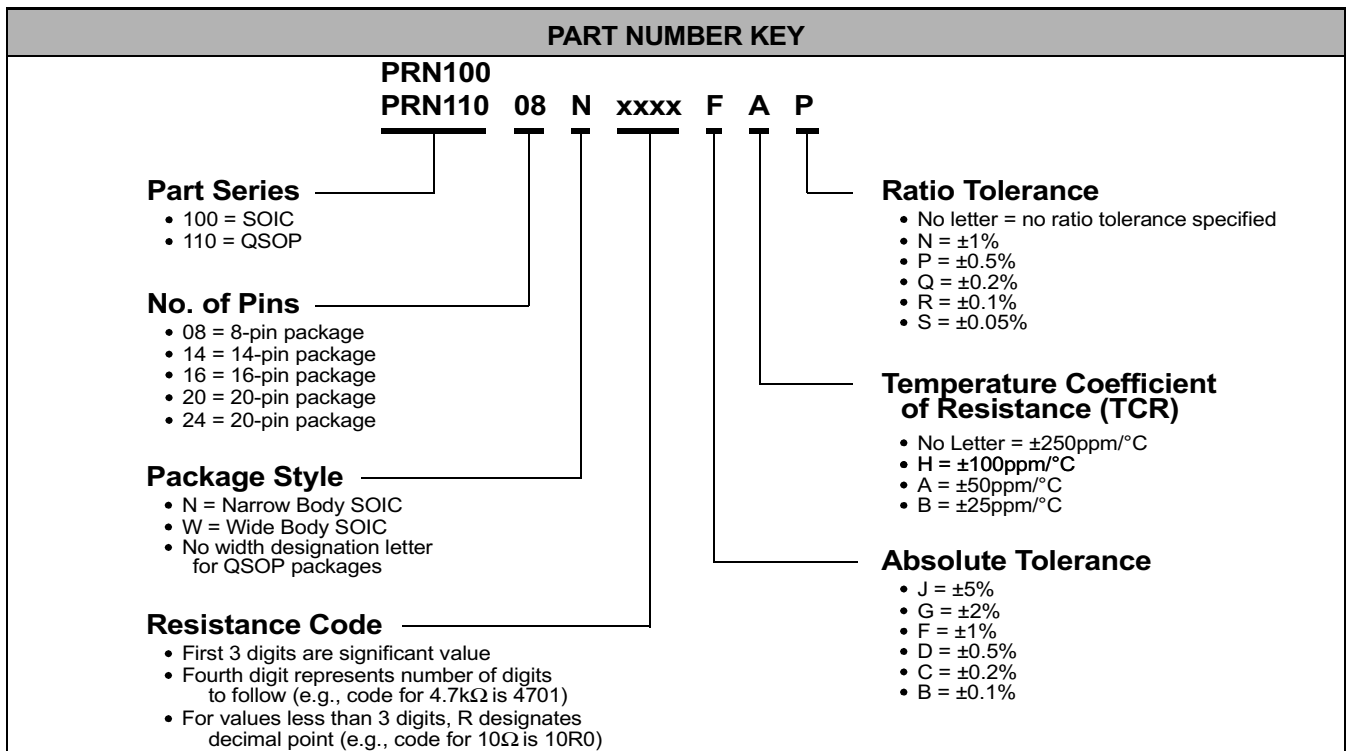 PART NUMBER KEY
PRN100
PRN110 08 N xxxx F A P
Part Series
• 100 = SOIC
• 110 = QSOP
No. of Pins
• 08 = 8-pin package
• 14 = 14-pin package
• 16 = 16-pin package
• 20 = 20-pin package
• 24 = 20-pin package
Package Style
• N = Narrow Body SOIC
• W = Wide Body SOIC
• No width designation letter
for QSOP packages
Resistance Code
• First 3 digits are significant value
• Fourth digit represents number of digits
to follow (e.g., code for 4.7kΩ is 4701)
• For values less than 3 digits, R designates
decimal point (e.g., code for 10Ω is 10R0)
Ratio Tolerance
• No letter = no ratio tolerance specified
• N = ±1%
• P = ±0.5%
• Q = ±0.2%
• R = ±0.1%
• S = ±0.05%
Temperature Coefficient
of Resistance (TCR)
• No Letter = ±250ppm/°C
• H = ±100ppm/°C
• A = ±50ppm/°C
• B = ±25ppm/°C
Absolute Tolerance
• J = ±5%
• G = ±2%
• F = ±1%
• D = ±0.5%
• C = ±0.2%
• B = ±0.1%